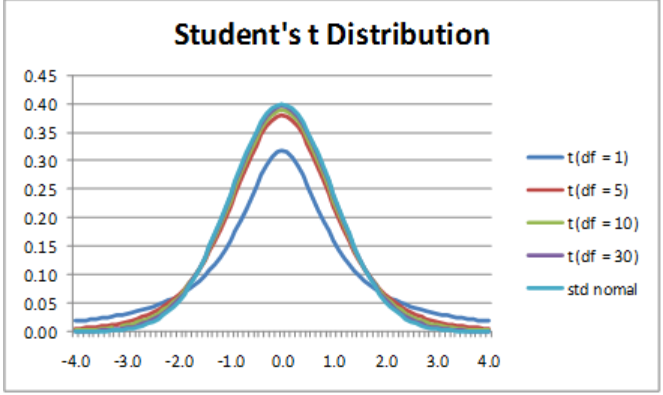 Student's t Distribution
0.45
0.40
0.35
0.30
0.25
0.20
0.15
0.10
0.05
0.00
-4.0 -3.0 -2.0 -1.0 0.0 1.0 2.0 3.0 4.0
t (df = 1)
t (df = 5)
t (df = 10)
t (df = 30)
std nomal